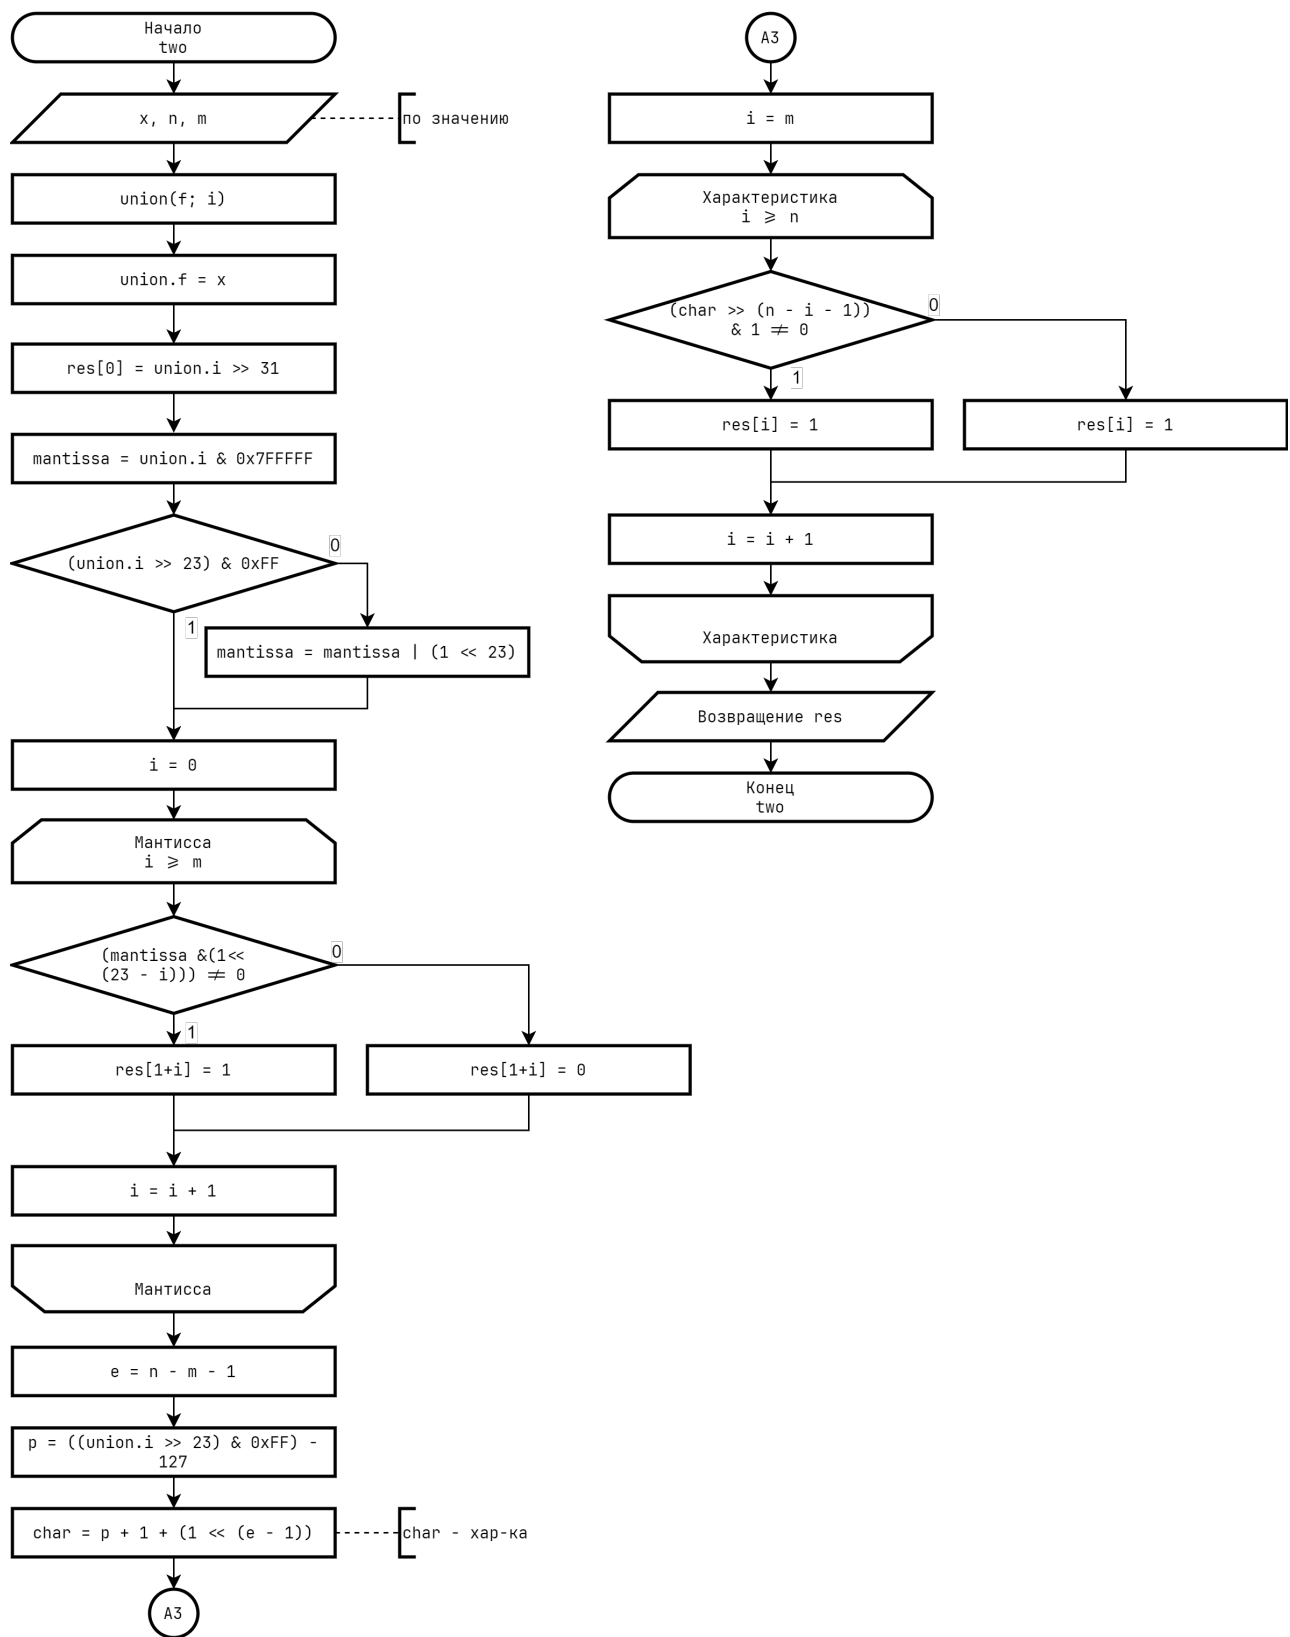 Начало
two
x, n, m
по значению
union(f; i)
union.f = x
res[0] = union.i >> 31
mantissa = union.i & 0x7FFFFF
(union.i >> 23) & 0xFF
0
1
mantissa = mantissa | (1 << 23)
i = 0
Мантисса
i ⩾ m
(mantissa &(1<<
(23 - i))) ≠ 0
0
1
res[1+i] = 1
res[1+i] = 0
i = i + 1
Мантисса
e = n - m - 1
p = ((union.i >> 23) & 0xFF) -
127
char = p + 1 + (1 << (e - 1))
char - хар-ка
A3
A3
i = m
Характеристика
i ⩾ n
(char >> (n - i - 1))
& 1 ≠ 0
0
1
res[i] = 1
res[i] = 1
i = i + 1
Характеристика
Возвращение res
Конец
two